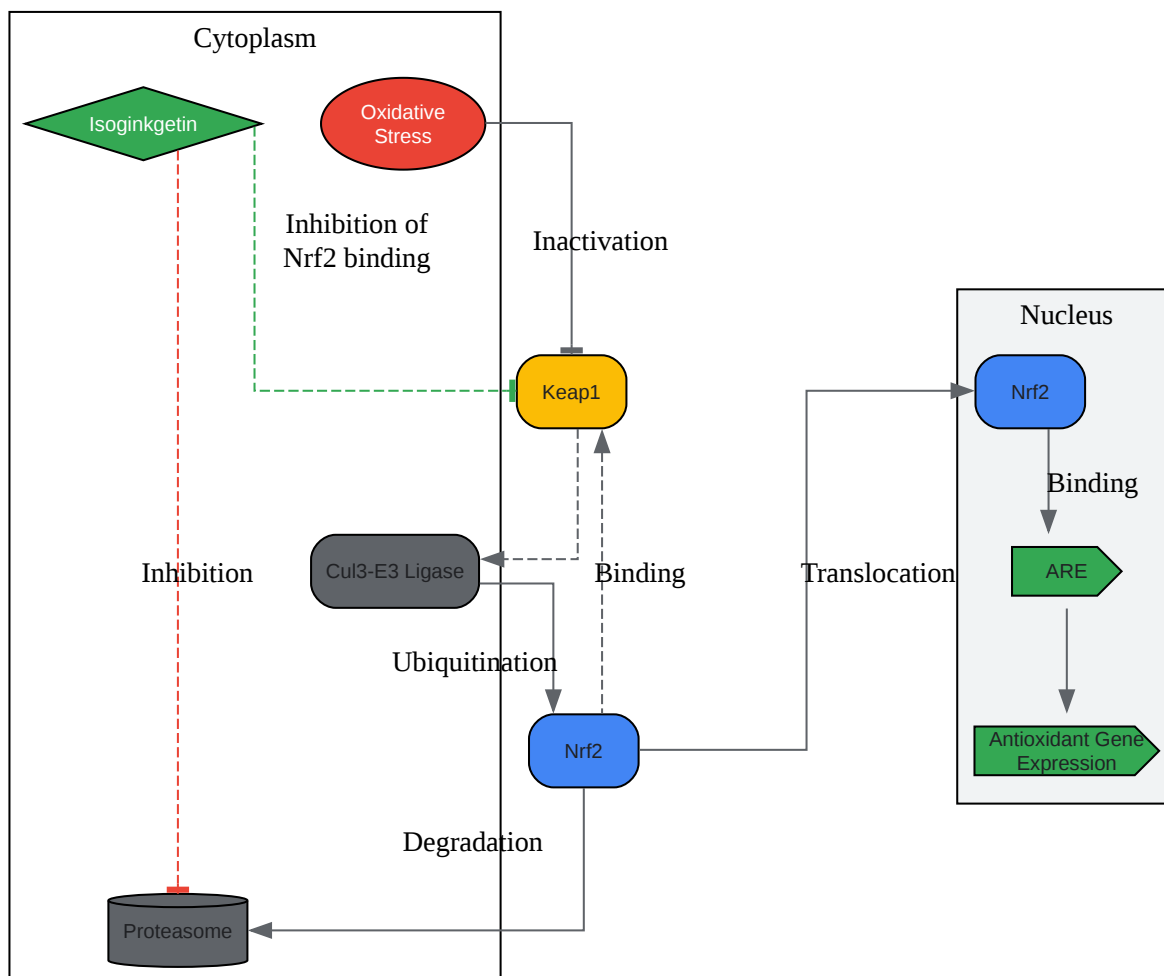 Cytoplasm
Isoginkgetin
Oxidative
Stress
Inhibition of
Nrf2 binding
Inactivation
Nucleus
Keap1
Nrf2
Binding
Cul3-E3 Ligase
Inhibition
Binding
Translocation
ARE
Ubiquitination
Nrf2
Antioxidant Gene
Expression
Degradation
Proteasome